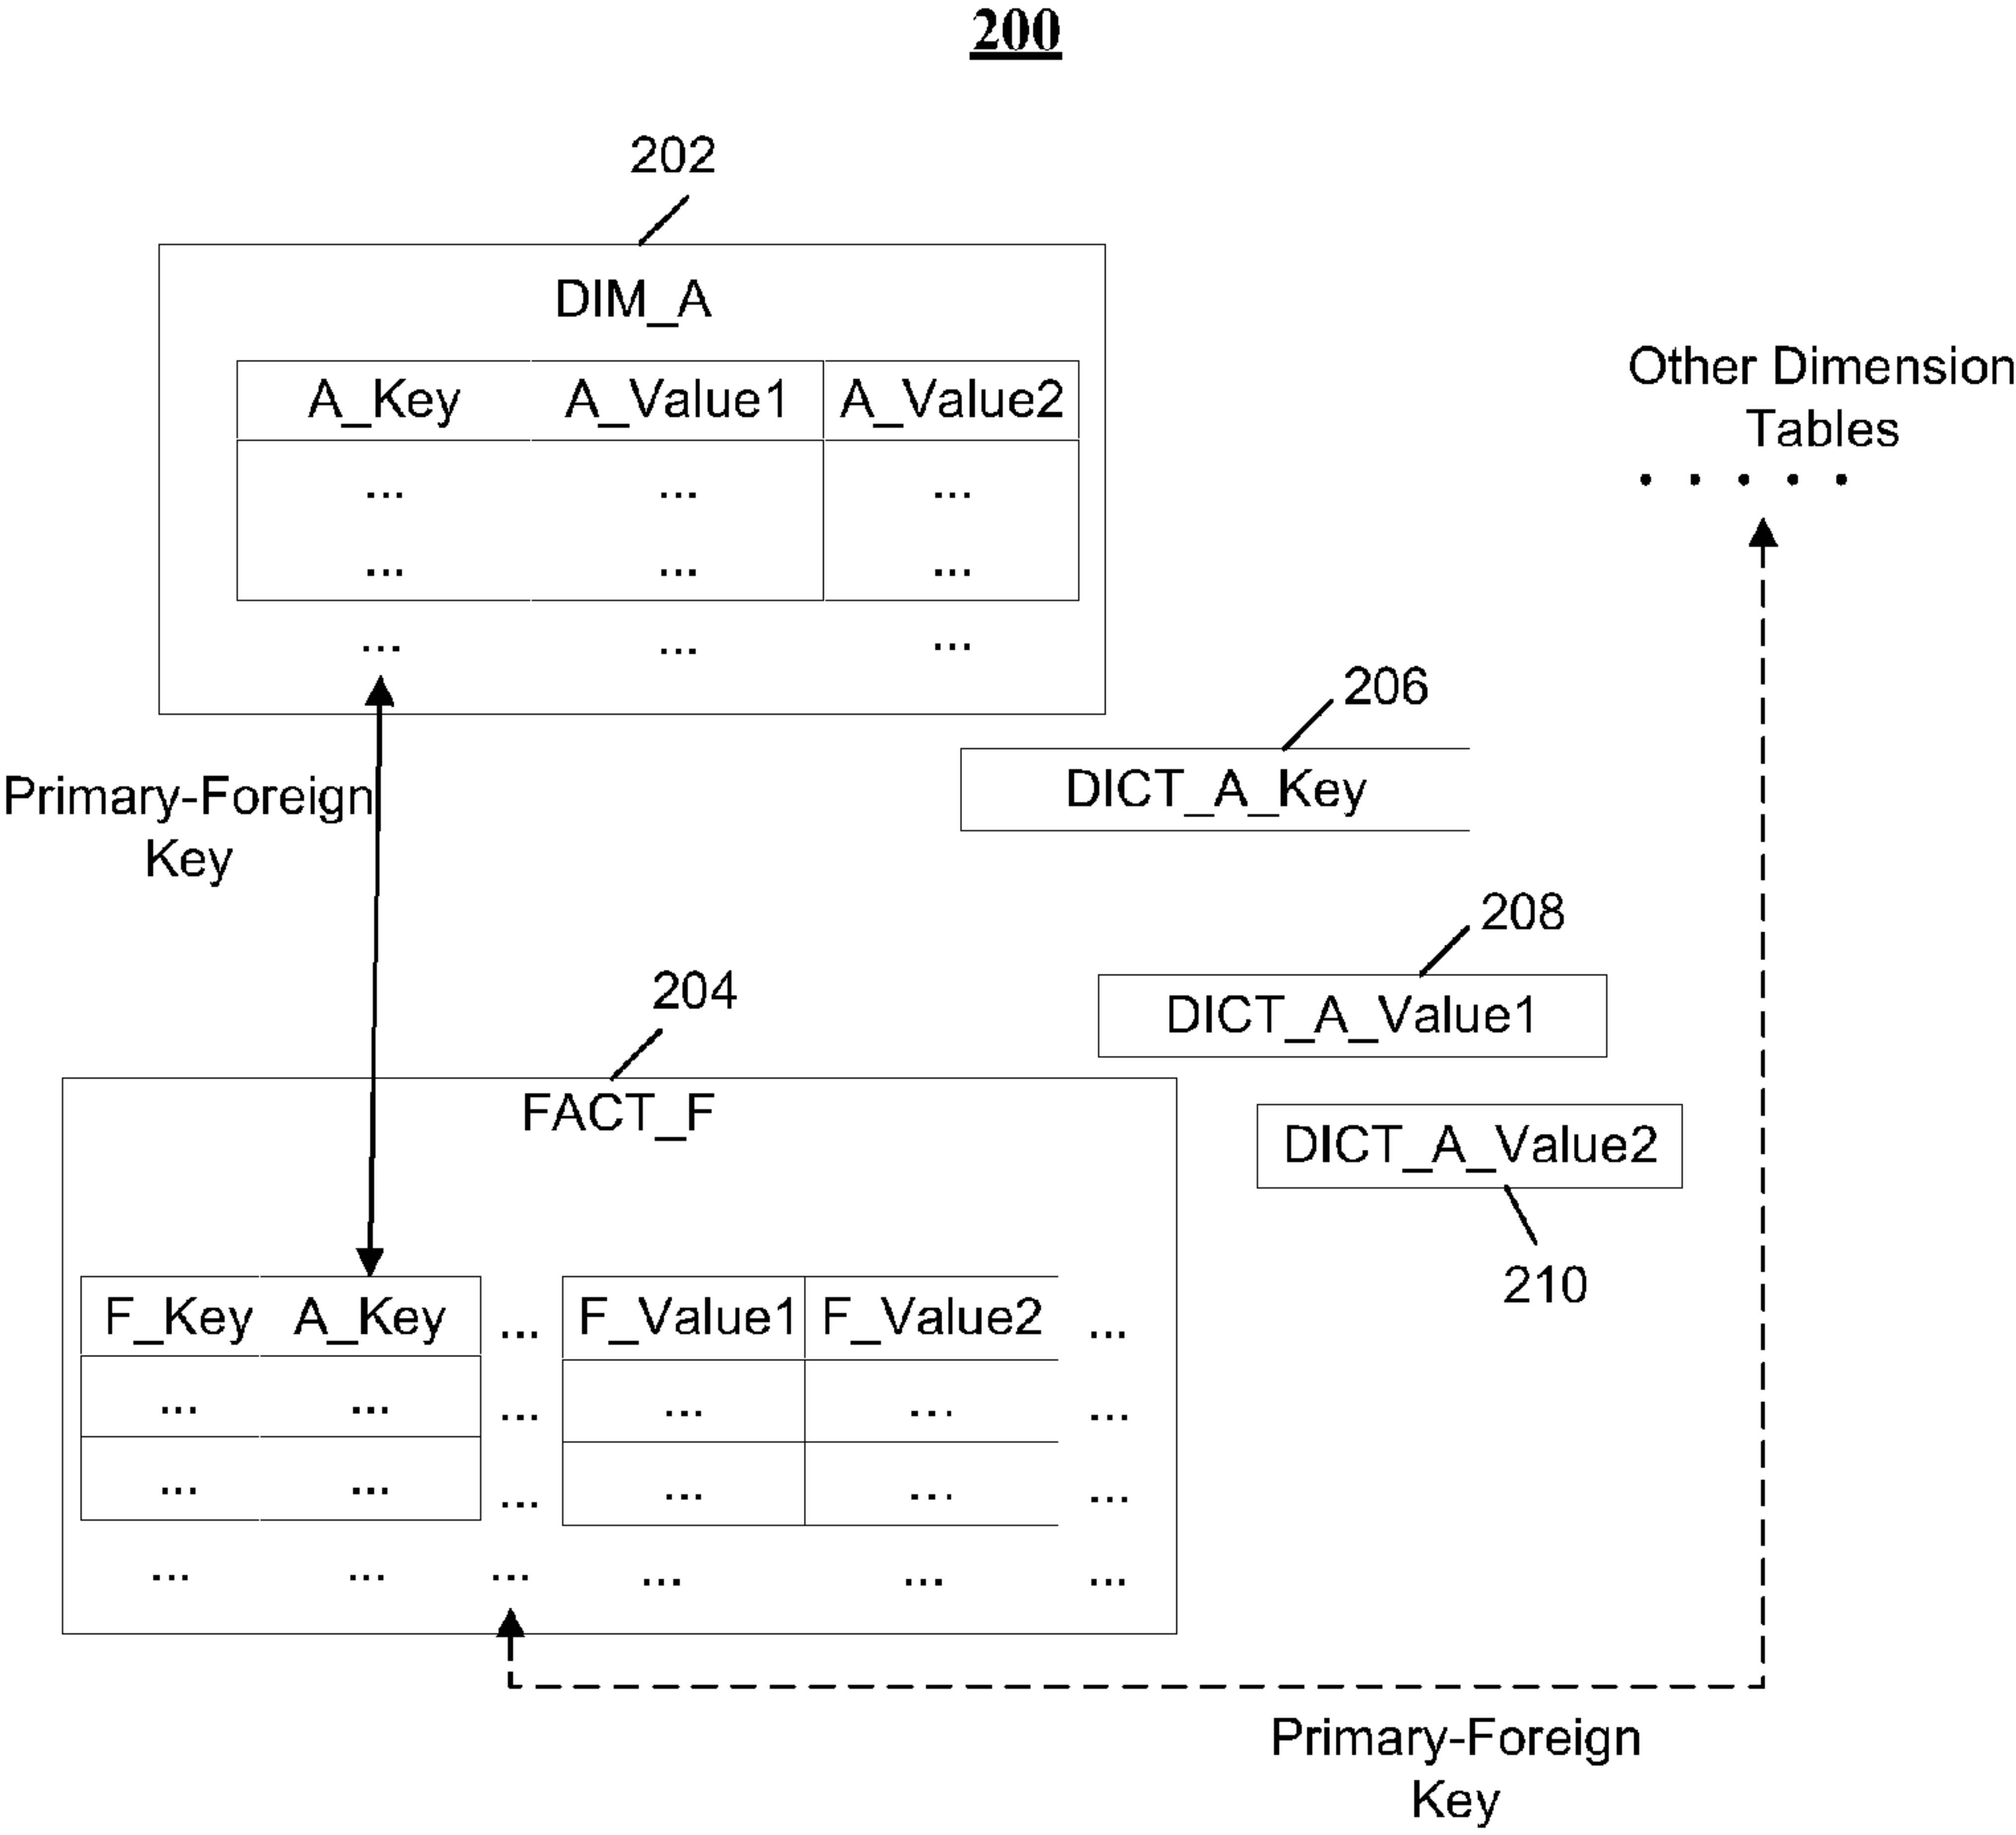 200
202
DIM_A
A_Key A_Value1 A_Value2
... ... ...
... ... ...
... ... ...
Other Dimension
Tables
. . . . .
206
DICT_A_Key
Primary-Foreign
Key
208
DICT_A_Value1
204
FACT_F
DICT_A_Value2
210
F_Key A_Key ... F_Value1 F_Value2 ...
... ... ... ... ... ...
... ... ... ... ... ...
... ... ... ... ... ...
Primary-Foreign
Key